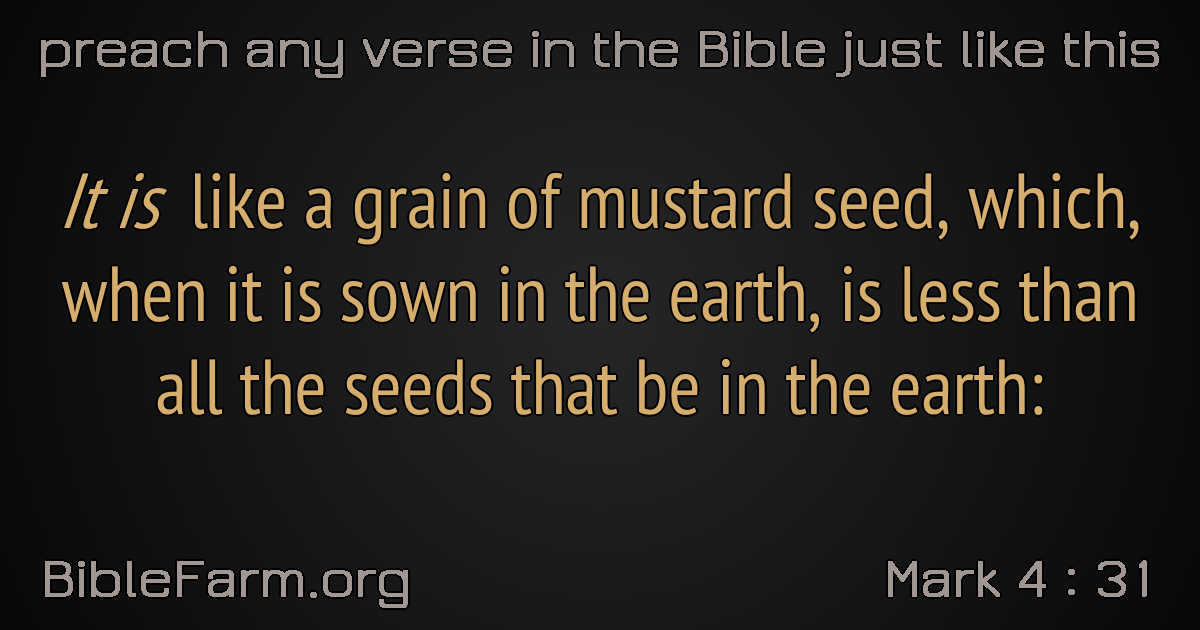 preach any verse in the Bible just like this
It is like a grain of mustard seed, which,
when it is sown in the earth, is less than
all the seeds that be in the earth:
BibleFarm.org
Mark 4 : 31